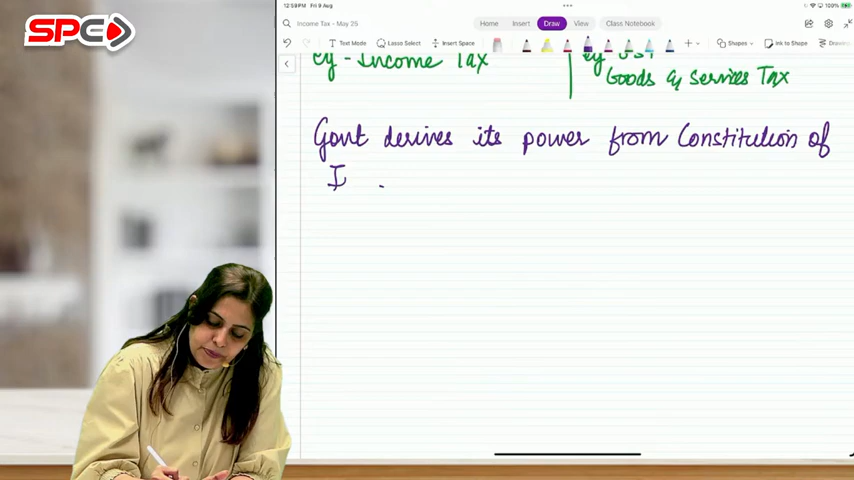 SPC
12:59PM Fri 9 Aug
100%
Income Tax - May 25
Home Insert Draw View Class Notebook
Text Mode Lasso Select Insert Space Shapes Ink to Shape Drawing
eg - Income Tax
eg
Goods & Services Tax
Govt derives its power from Constitution of
I